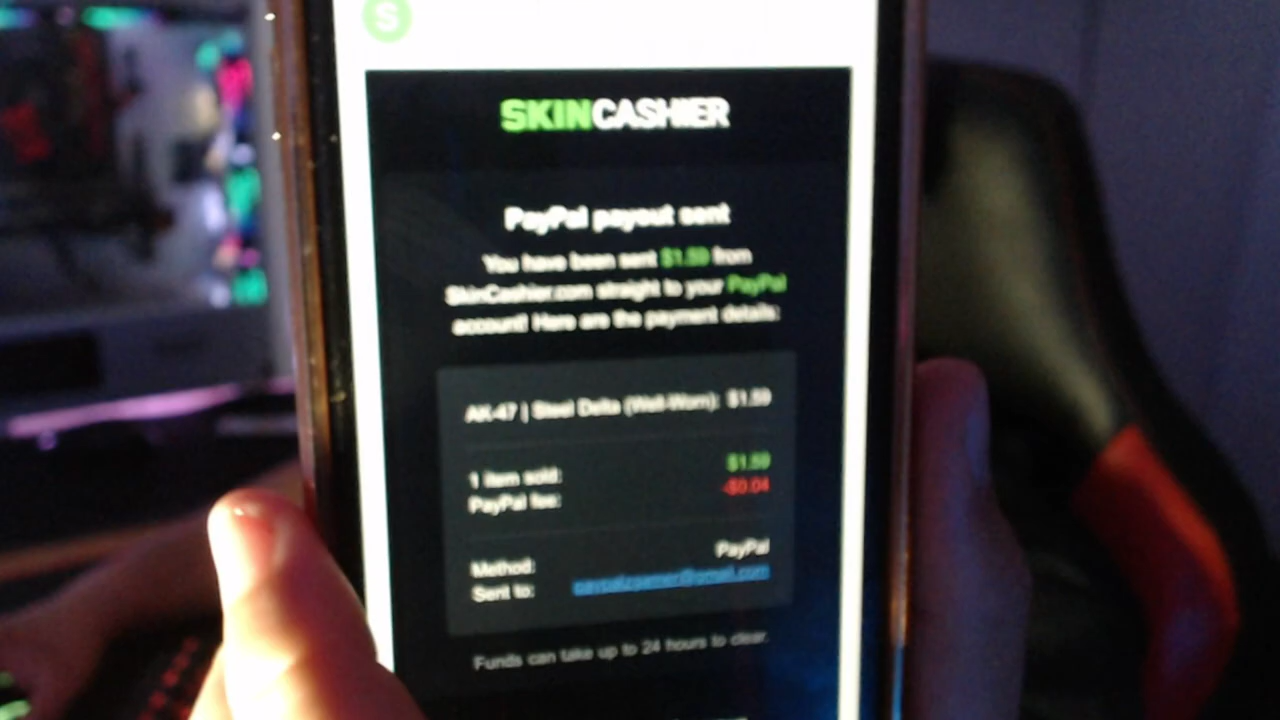 S
SKINCASHIER
PayPal payout sent
You have been sent $1.59 from
SkinCashier.com straight to your PayPal
account! Here are the payment details:
AK-47 | Steel Delta (Well-Worn): $1.59
1 item sold: $1.59
PayPal fee: -$0.04
Method: PayPal
Sent to:
Funds can take up to 24 hours to clear.